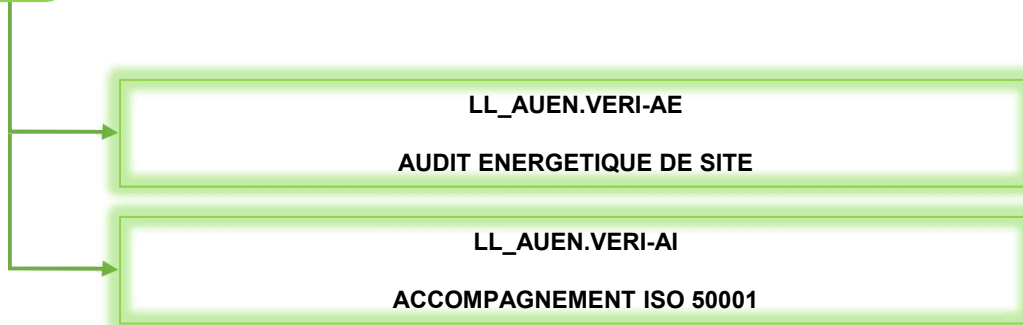 LL_AUEN.VERI-AE
AUDIT ENERGETIQUE DE SITE
LL_AUEN.VERI-AI
ACCOMPAGNEMENT ISO 50001